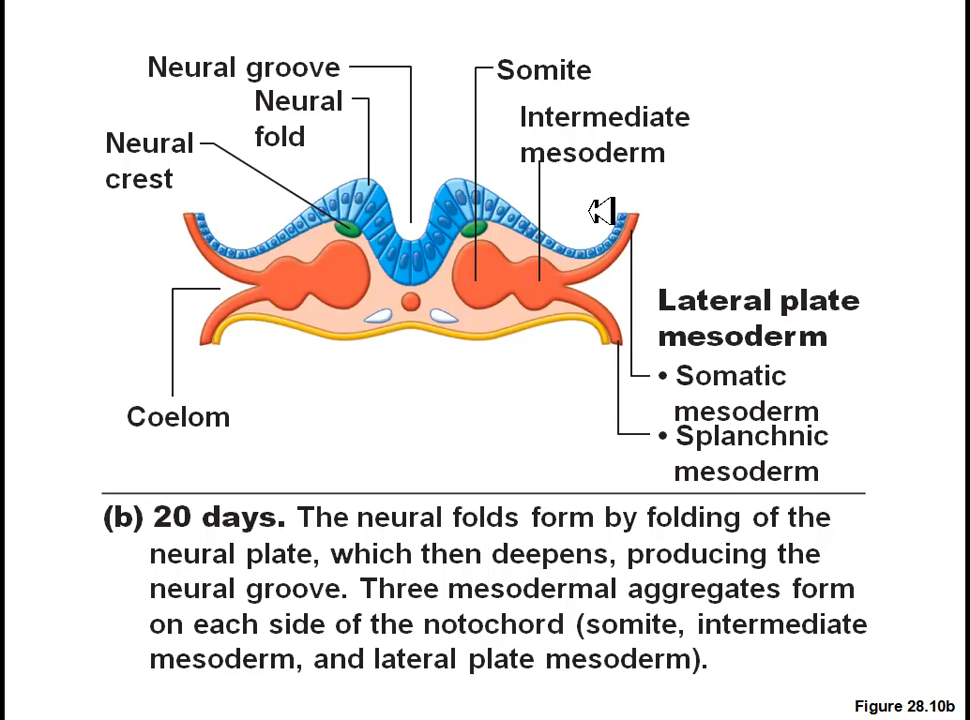 Neural groove
Neural
fold
Neural
crest
Somite
Intermediate
mesoderm
Lateral plate
mesoderm
• Somatic
mesoderm
• Splanchnic
mesoderm
Coelom
(b) 20 days. The neural folds form by folding of the
neural plate, which then deepens, producing the
neural groove. Three mesodermal aggregates form
on each side of the notochord (somite, intermediate
mesoderm, and lateral plate mesoderm).
Figure 28.10b